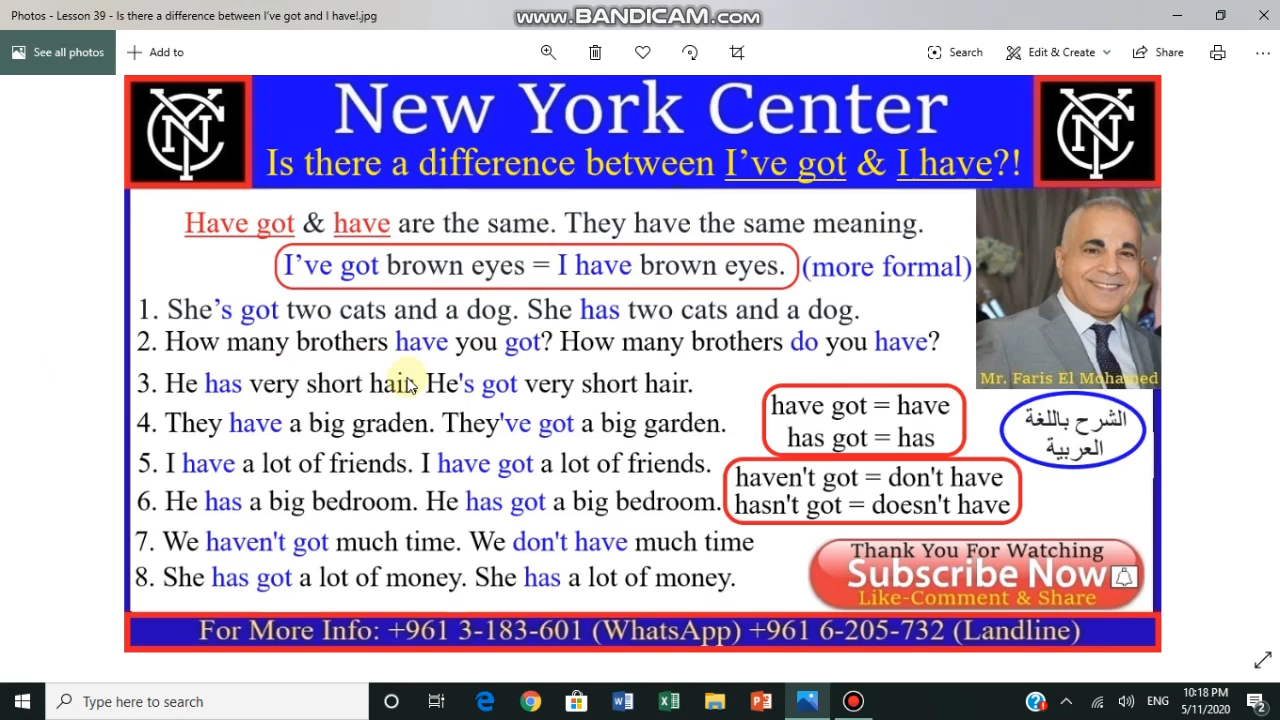 Photos - Lesson 39 - Is there a difference between I've got and I have!.jpg
www.BANDICAM.com
See all photos
Add to
Search
Edit & Create
Share
New York Center
Is there a difference between I've got & I have?!
Have got & have are the same. They have the same meaning.
I've got brown eyes = I have brown eyes. (more formal)
1. She's got two cats and a dog. She has two cats and a dog.
2. How many brothers have you got? How many brothers do you have?
3. He has very short hair. He's got very short hair.
4. They have a big graden. They've got a big garden.
5. I have a lot of friends. I have got a lot of friends.
6. He has a big bedroom. He has got a big bedroom.
7. We haven't got much time. We don't have much time
8. She has got a lot of money. She has a lot of money.
Mr. Faris El Mohamed
have got = have
has got = has
الشرح باللغة
العربية
haven't got = don't have
hasn't got = doesn't have
Thank You For Watching
Subscribe Now
Like-Comment & Share
For More Info: +961 3-183-601 (WhatsApp) +961 6-205-732 (Landline)
Type here to search
ENG
10:18 PM
5/11/2020
2